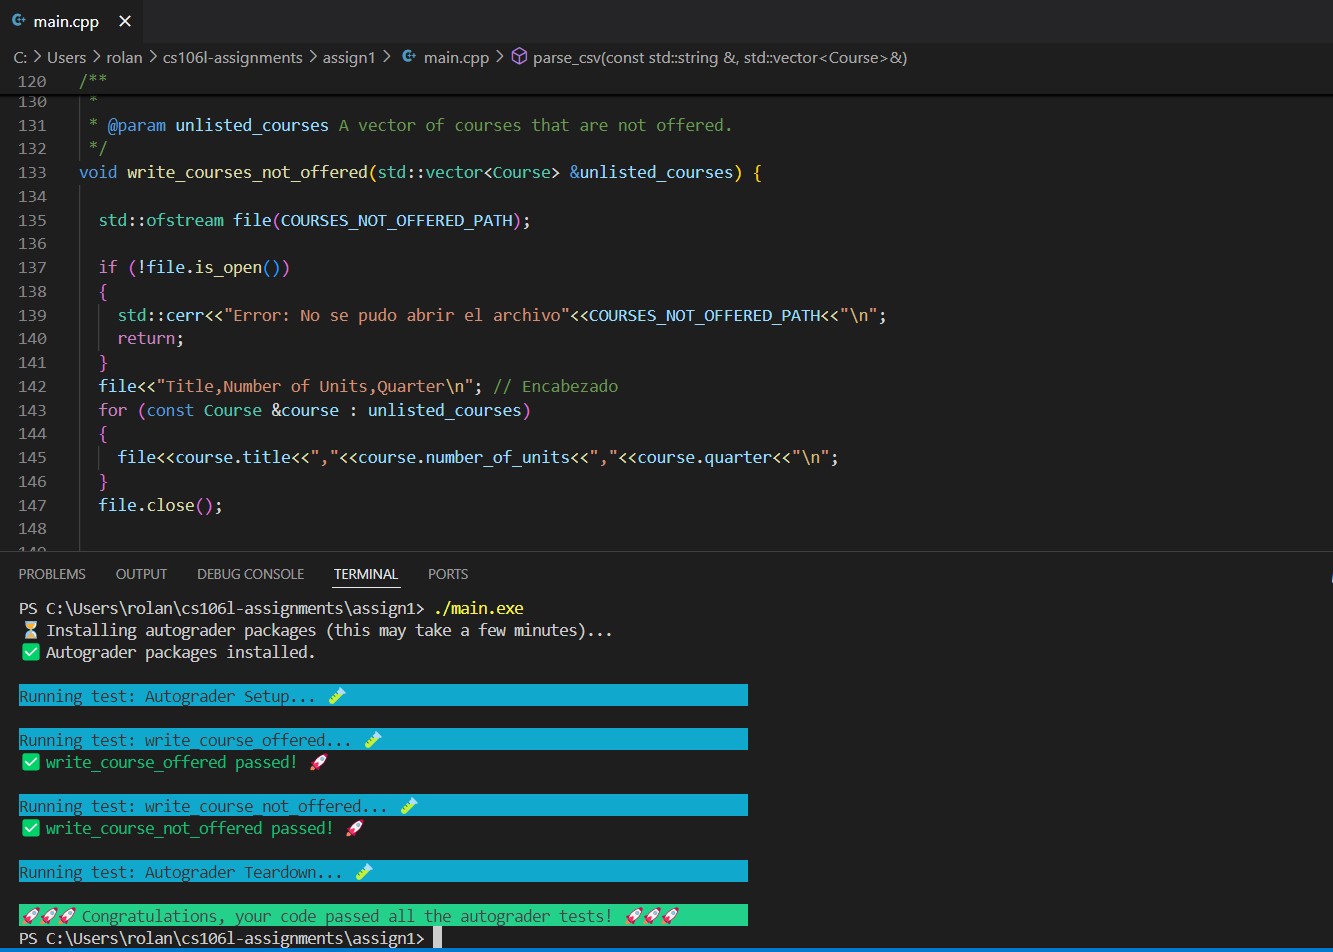 main.cpp
C: > Users > rolan > cs106l-assignments > assign1 > main.cpp > parse_csv(const std::string &, std::vector<Course>&)
120 /**
130 *
131 * @param unlisted_courses A vector of courses that are not offered.
132 */
133 void write_courses_not_offered(std::vector<Course> &unlisted_courses) {
134
135 std::ofstream file(COURSES_NOT_OFFERED_PATH);
136
137 if (!file.is_open())
138 {
139 std::cerr<<"Error: No se pudo abrir el archivo"<<COURSES_NOT_OFFERED_PATH<<"\n";
140 return;
141 }
142 file<<"Title,Number of Units,Quarter\n"; // Encabezado
143 for (const Course &course : unlisted_courses)
144 {
145 file<<course.title<<","<<course.number_of_units<<","<<course.quarter<<"\n";
146 }
147 file.close();
148
149
PROBLEMS OUTPUT DEBUG CONSOLE TERMINAL PORTS
PS C:\Users\rolan\cs106l-assignments\assign1> ./main.exe
⏳ Installing autograder packages (this may take a few minutes)...
✅ Autograder packages installed.
Running test: Autograder Setup... 🧪
Running test: write_course_offered... 🧪
✅ write_course_offered passed! 🚀
Running test: write_course_not_offered... 🧪
✅ write_course_not_offered passed! 🚀
Running test: Autograder Teardown... 🧪
🚀🚀🚀 Congratulations, your code passed all the autograder tests! 🚀🚀🚀
PS C:\Users\rolan\cs106l-assignments\assign1>